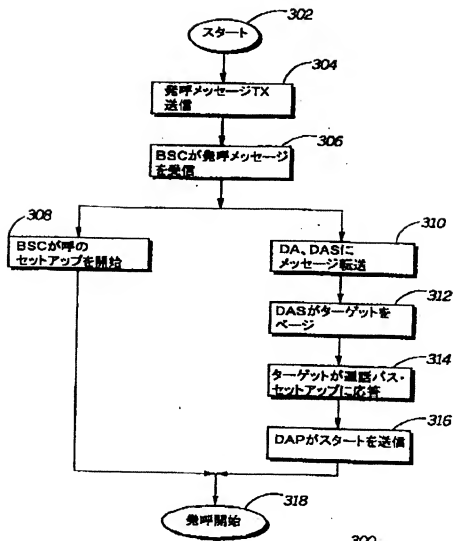 302
スタート
304
発呼メッセージTX
送信
306
BSCが発呼メッセージ
を受信
308
BSCが呼の
セットアップを開始
310
DA、DASに
メッセージ転送
312
DASがターゲットを
ページ
314
ターゲットが通話パス・
セットアップに応答
316
DAPがスタートを送信
318
発呼開始
300